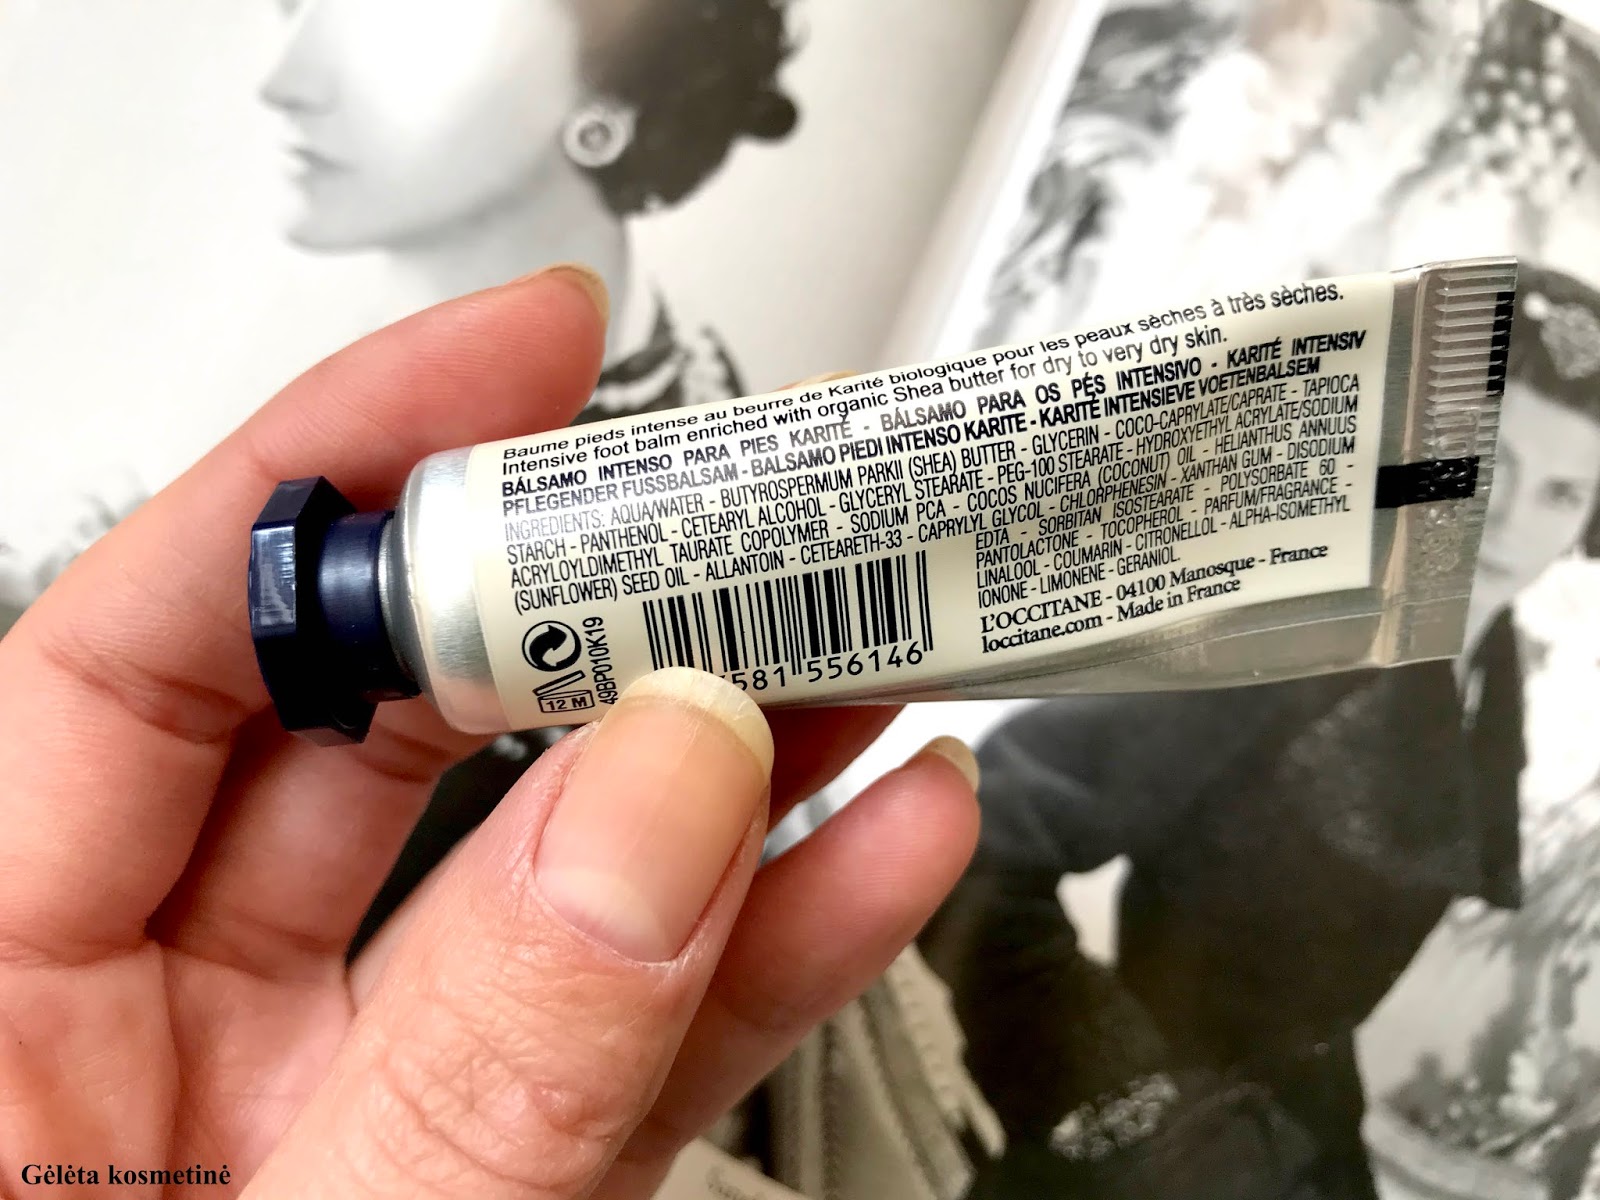 Baume pieds intense au beurre de Karité biologique pour les peaux sèches à très sèches.
Intensive foot balm enriched with organic Shea butter for dry to very dry skin.
BÁLSAMO INTENSO PARA PIES KARITÉ - BÁLSAMO PARA OS PÉS INTENSIVO - KARITÉ INTENSIV
PFLEGENDER FUSSBALSAM - BALSAMO PIEDI INTENSO KARITE - KARITÉ INTENSIEVE VOETENBALSEM
INGREDIENTS: AQUA/WATER - BUTYROSPERMUM PARKII (SHEA) BUTTER - GLYCERIN - COCO-CAPRYLATE/CAPRATE - TAPIOCA
STARCH - PANTHENOL - CETEARYL ALCOHOL - GLYCERYL STEARATE - PEG-100 STEARATE - HYDROXYETHYL ACRYLATE/SODIUM
ACRYLOYLDIMETHYL TAURATE COPOLYMER - SODIUM PCA - COCOS NUCIFERA (COCONUT) OIL - HELIANTHUS ANNUUS
(SUNFLOWER) SEED OIL - ALLANTOIN - CETEARETH-33 - CAPRYLYL GLYCOL - CHLORPHENESIN - XANTHAN GUM - DISODIUM
EDTA - SORBITAN ISOSTEARATE - POLYSORBATE 60 -
PANTOLACTONE - TOCOPHEROL - PARFUM/FRAGRANCE -
LINALOOL - COUMARIN - CITRONELLOL - ALPHA-ISOMETHYL
IONONE - LIMONENE - GERANIOL.
L'OCCITANE - 04100 Manosque - France
loccitane.com - Made in France
12 M
49BP010K19
581 556146
Gėlėta kosmetinė